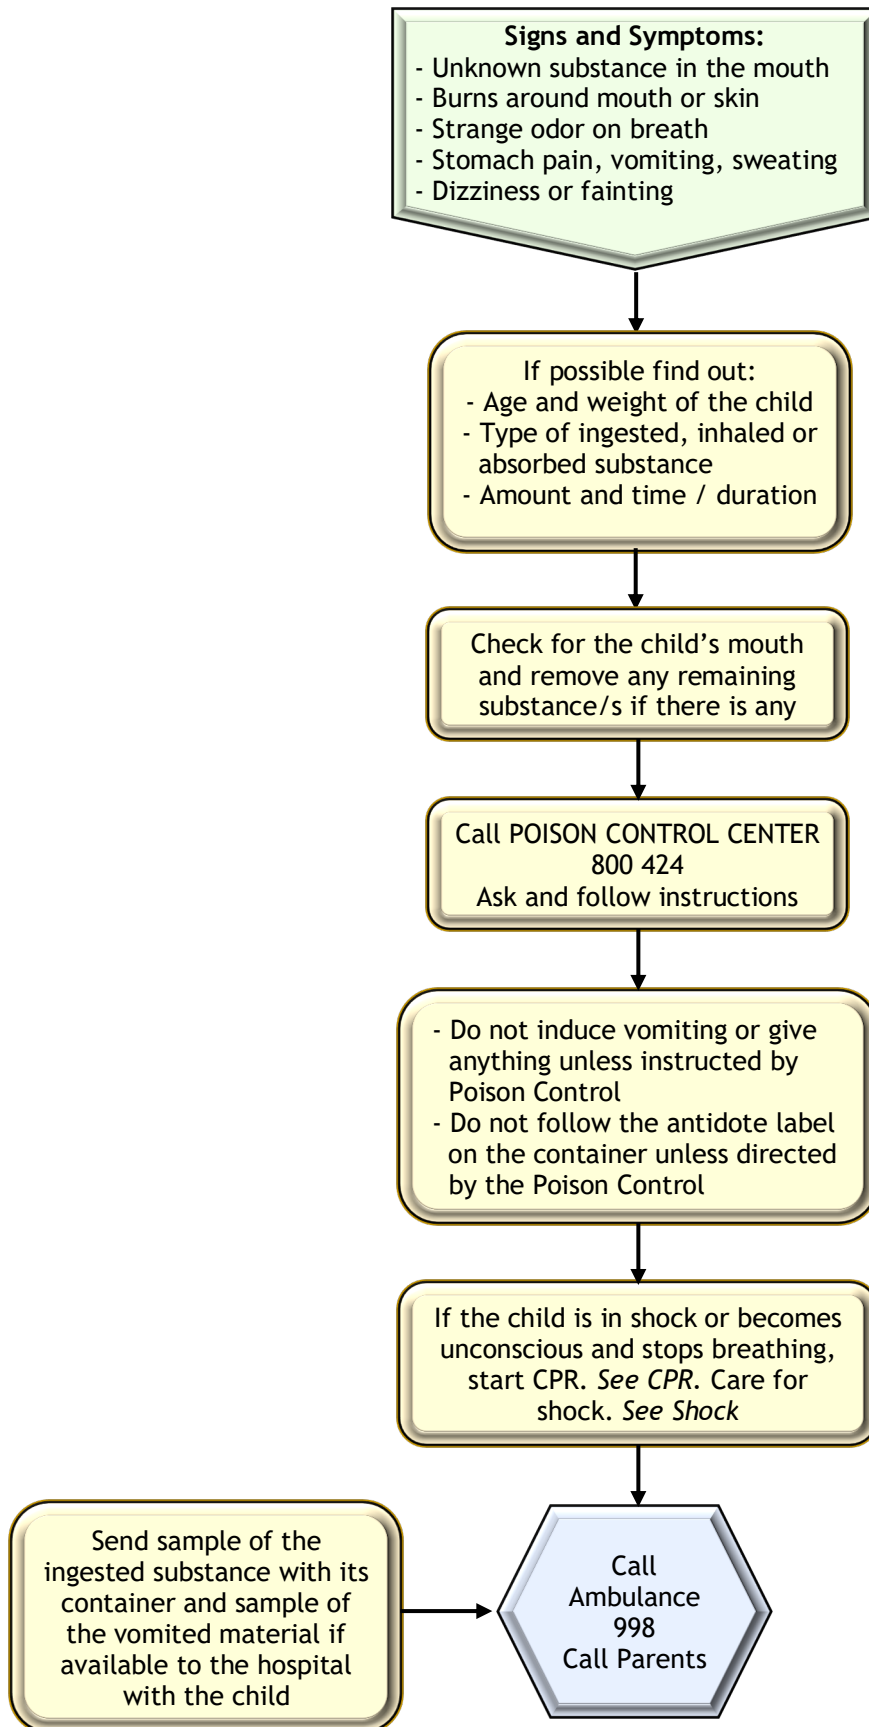 Signs and Symptoms:
- Unknown substance in the mouth
- Burns around mouth or skin
- Strange odor on breath
- Stomach pain, vomiting, sweating
- Dizziness or fainting
If possible find out:
- Age and weight of the child
- Type of ingested, inhaled or
absorbed substance
- Amount and time / duration
Check for the child’s mouth
and remove any remaining
substance/s if there is any
Call POISON CONTROL CENTER
800 424
Ask and follow instructions
- Do not induce vomiting or give
anything unless instructed by
Poison Control
- Do not follow the antidote label
on the container unless directed
by the Poison Control
If the child is in shock or becomes
unconscious and stops breathing,
start CPR. See CPR. Care for
shock. See Shock
Send sample of the
ingested substance with its
container and sample of
the vomited material if
available to the hospital
with the child
Call
Ambulance
998
Call Parents